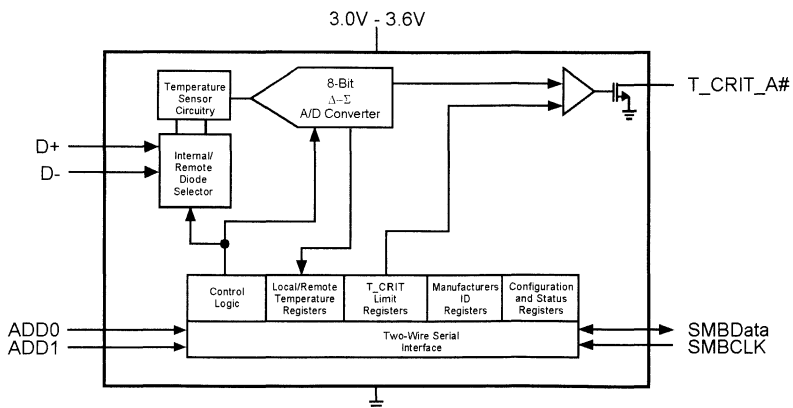 3.0V - 3.6V
Temperature
Sensor
Circuitry
8-Bit
Δ-Σ
A/D Converter
T_CRIT_A#
D+
D-
Internal/
Remote
Diode
Selector
Control
Logic
Local/Remote
Temperature
Registers
T_CRIT
Limit
Registers
Manufacturers
ID
Registers
Configuration
and Status
Registers
ADD0
ADD1
Two-Wire Serial
Interface
SMBData
SMBCLK